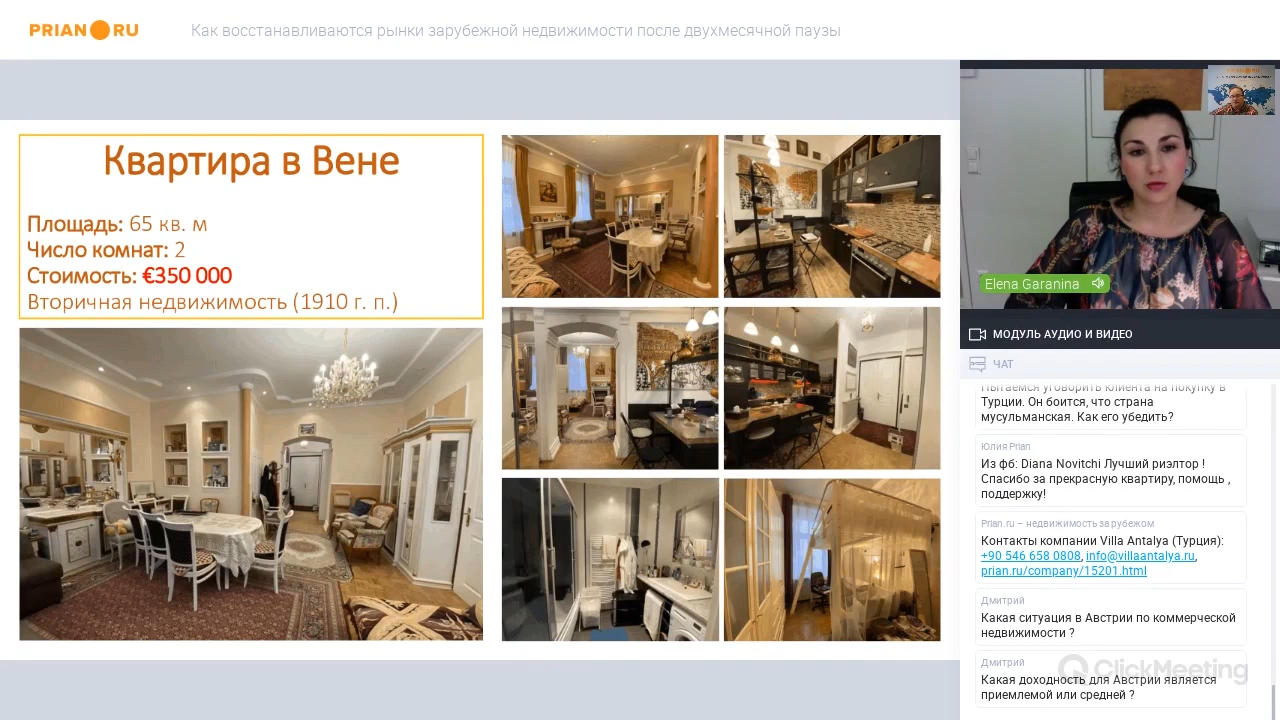 PRIAN RU
Как восстанавливаются рынки зарубежной недвижимости после двухмесячной паузы
Квартира в Вене
Площадь: 65 кв. м
Число комнат: 2
Стоимость: €350 000
Вторичная недвижимость (1910 г. п.)
Elena Garanina
МОДУЛЬ АУДИО И ВИДЕО
ЧАТ
Пытаемся уговорить клиента на покупку в
Турции. Он боится, что страна
мусульманская. Как его убедить?
Юлия Prian
Из фб: Diana Novitchi Лучший риэлтор !
Спасибо за прекрасную квартиру, помощь ,
поддержку!
Prian.ru – недвижимость за рубежом
Контакты компании Villa Antalya (Турция):
+90 546 658 0808, info@villaantalya.ru,
prian.ru/company/15201.html
Дмитрий
Какая ситуация в Австрии по коммерческой
недвижимости ?
Дмитрий
Какая доходность для Австрии является
приемлемой или средней ?
ClickMeeting